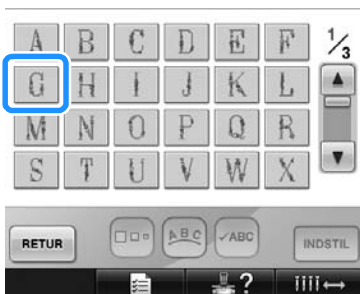 A B C D E F 1/3
G H I J K L
M N O P Q R
S T U V W X
RETUR ABC ✓ABC INDSTIL
?